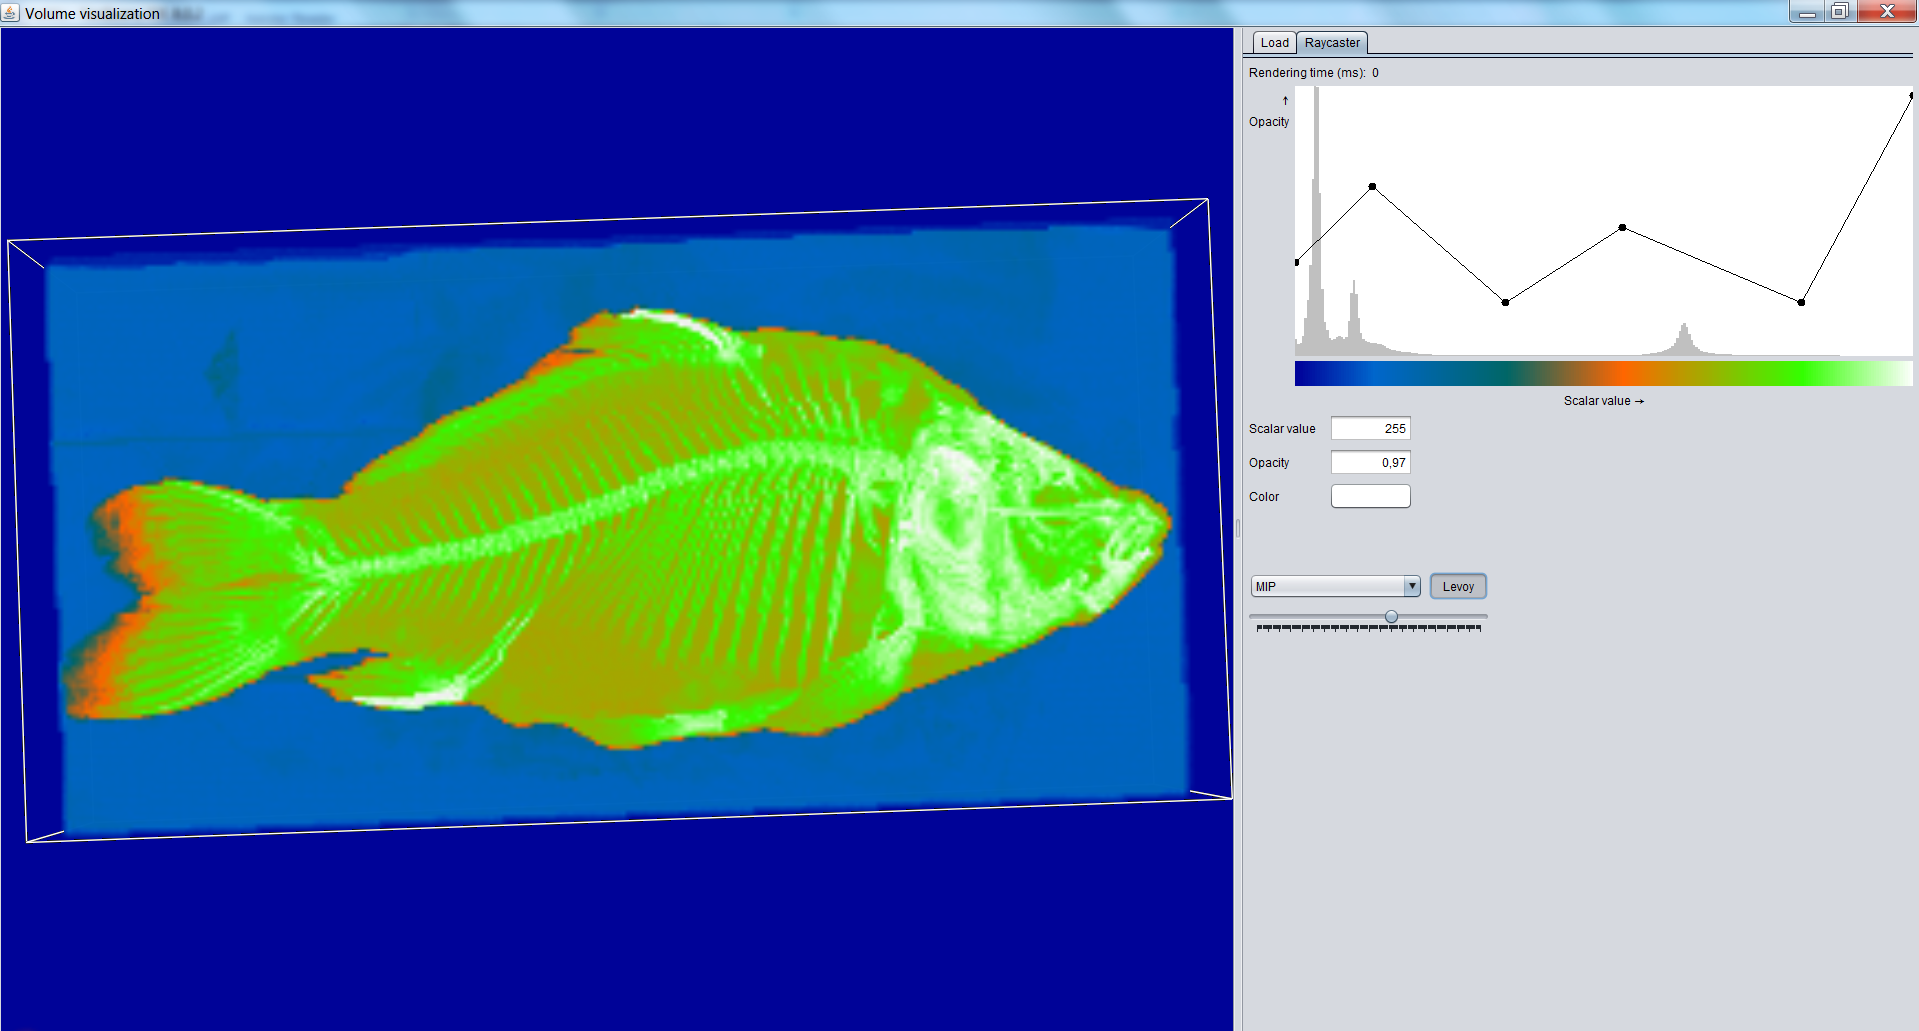 Volume visualization
Load Raycaster
Rendering time (ms): 0
↑
Opacity
Scalar value →
Scalar value 255
Opacity 0,97
Color
MIP Levoy